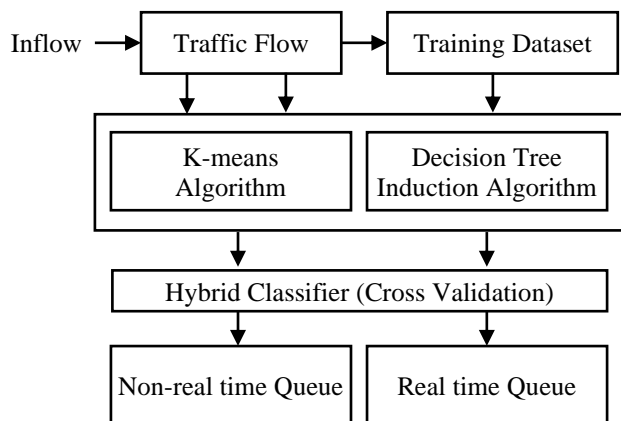 Inflow
Traffic Flow
Training Dataset
K-means
Algorithm
Decision Tree
Induction Algorithm
Hybrid Classifier (Cross Validation)
Non-real time Queue
Real time Queue